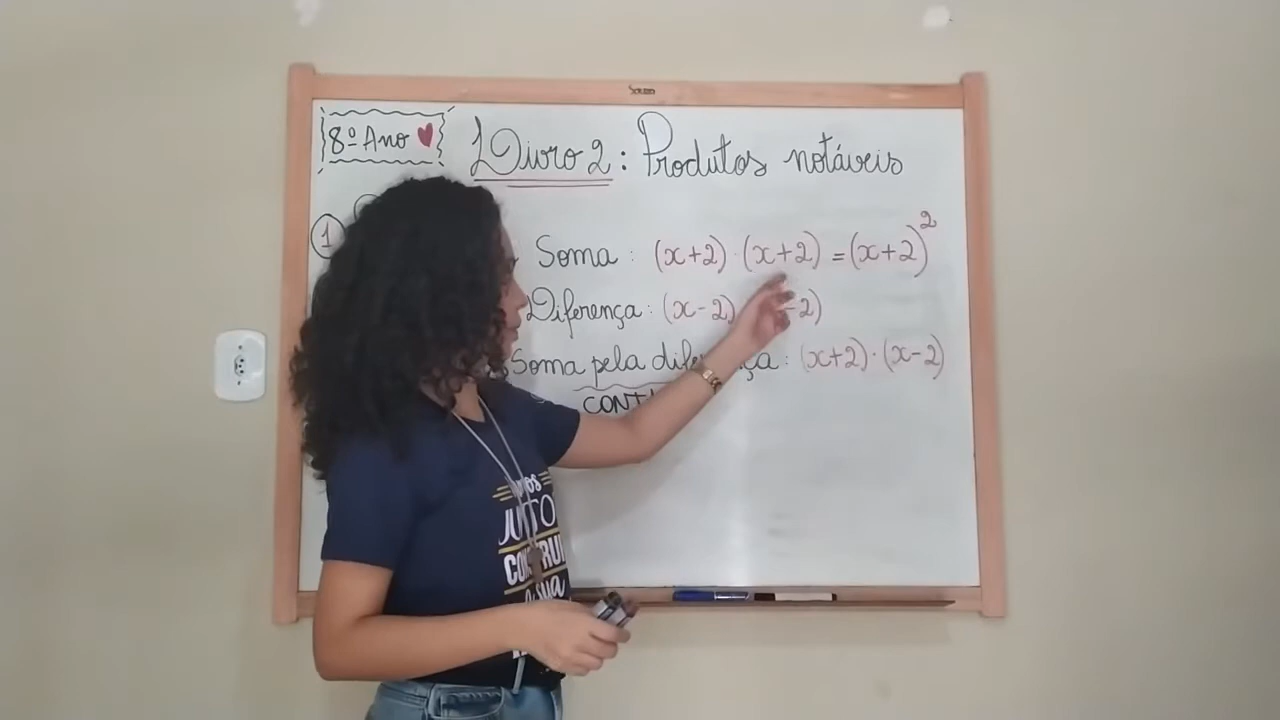 8º Ano
Livro 2: Produtos notáveis
1
Soma: (x+2)·(x+2)=(x+2)²
Diferença: (x-2) -2)
Soma pela diferença: (x+2)·(x-2)
JUNTO